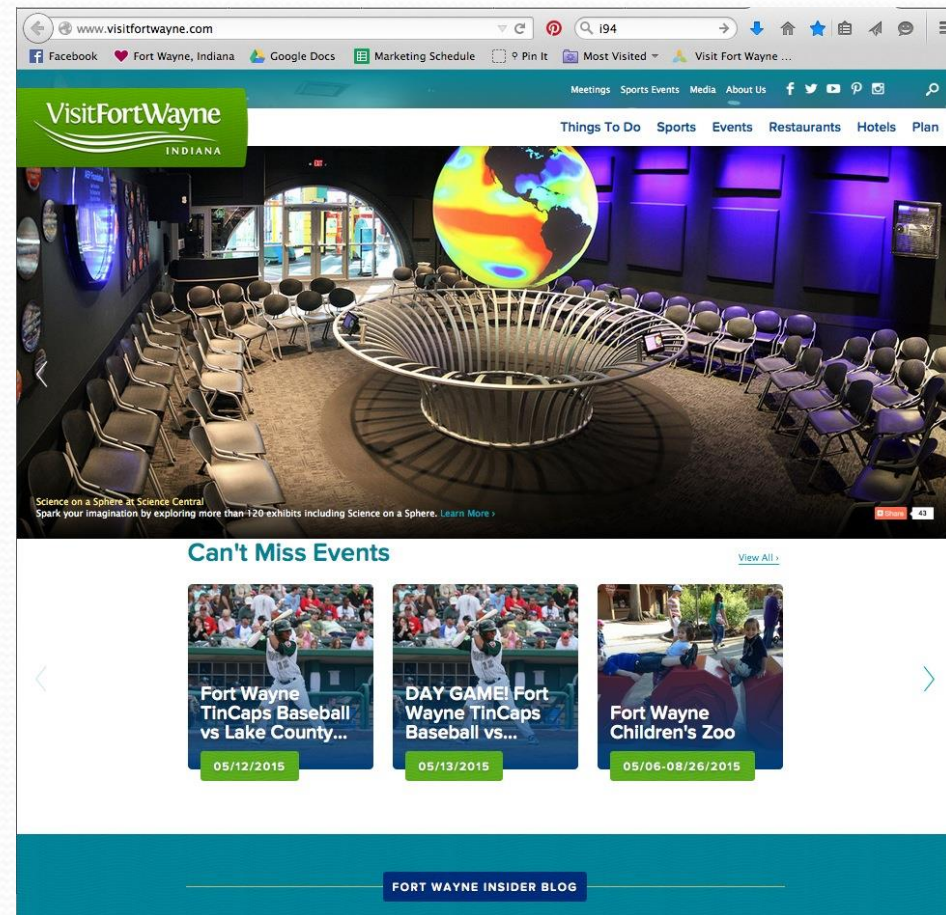 www.visitfortwayne.com
i94
Facebook Fort Wayne, Indiana Google Docs Marketing Schedule Pin It Most Visited Visit Fort Wayne ...
Meetings Sports Events Media About Us
VisitFortWayne
INDIANA
Things To Do Sports Events Restaurants Hotels Plan
Science on a Sphere at Science Central
Spark your imagination by exploring more than 120 exhibits including Science on a Sphere. Learn More ›
Share 43
Can't Miss Events
View All ›
Fort Wayne
TinCaps Baseball
vs Lake County...
05/12/2015
DAY GAME! Fort
Wayne TinCaps
Baseball vs...
05/13/2015
Fort Wayne
Children's Zoo
05/06-08/26/2015
FORT WAYNE INSIDER BLOG